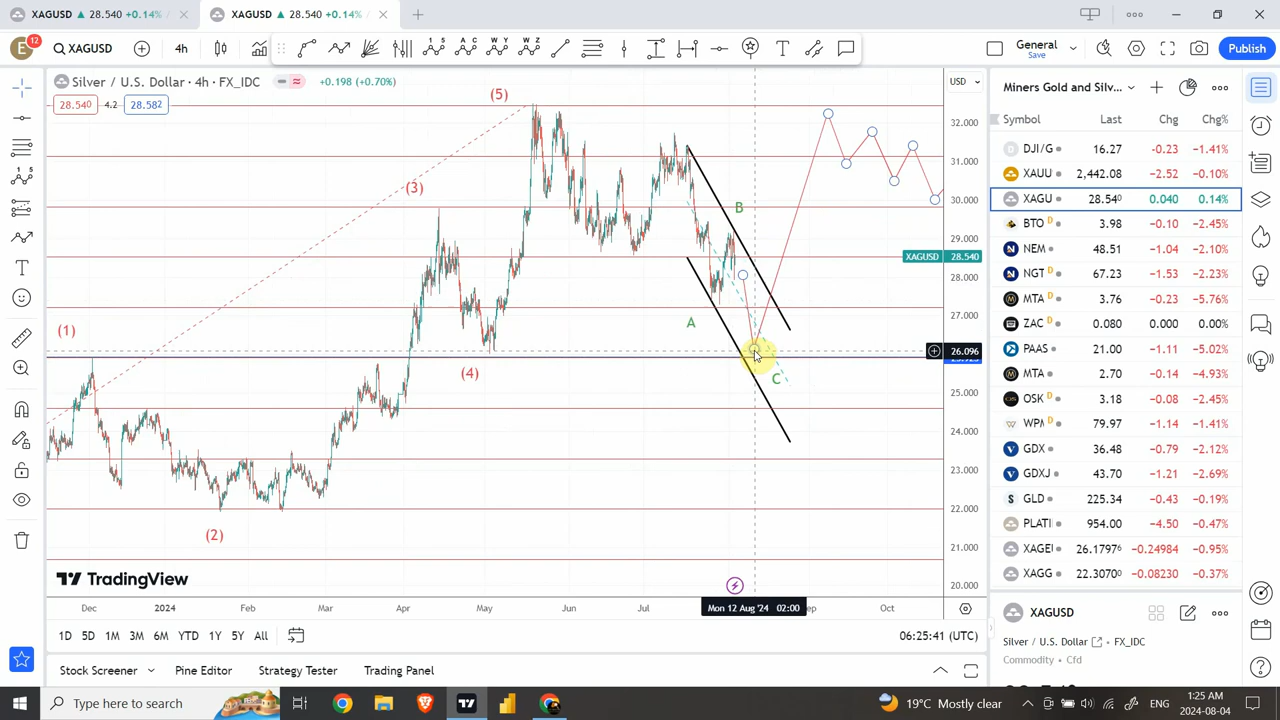 XAGUSD ▲ 28.540 +0.14%
XAGUSD ▲ 28.540 +0.14%
E 12
XAGUSD
4h
General
Save
Publish
Silver / U.S. Dollar · 4h · FX_IDC
+0.198 (+0.70%)
28.540
4.2
28.582
USD
(5)
(3)
(1)
(4)
(2)
A
B
C
32.000
31.000
30.000
29.000
XAGUSD 28.540
28.000
27.000
26.096
25.000
24.000
23.000
22.000
21.000
20.000
TradingView
Dec 2024 Feb Mar Apr May Jun Jul Mon 12 Aug '24 02:00 Oct
1D 5D 1M 3M 6M YTD 1Y 5Y All
06:25:41 (UTC)
Stock Screener Pine Editor Strategy Tester Trading Panel
Miners Gold and Silv...
Symbol Last Chg Chg%
DJI/G 16.27 −0.23 −1.41%
XAUU 2,442.08 −2.52 −0.10%
XAGU 28.540 0.040 0.14%
BTO D 3.98 −0.10 −2.45%
NEM 48.51 −1.04 −2.10%
NGT D 67.23 −1.53 −2.23%
MTA 3.76 −0.23 −5.76%
ZAC D 0.080 0.000 0.00%
PAAS 21.00 −1.11 −5.02%
MTA D 2.70 −0.14 −4.93%
OSK D 3.18 −0.08 −2.45%
WPM D 79.97 −1.14 −1.41%
GDX 36.48 −0.79 −2.12%
GDXJ 43.70 −1.21 −2.69%
GLD 225.34 −0.43 −0.19%
PLATI 954.00 −4.50 −0.47%
XAGE 26.17976 −0.24984 −0.95%
XAGG 22.3070 −0.08230 −0.37%
XAGUSD
Silver / U.S. Dollar · FX_IDC
Commodity · Cfd
Type here to search
19°C Mostly clear
ENG
1:25 AM
2024-08-04